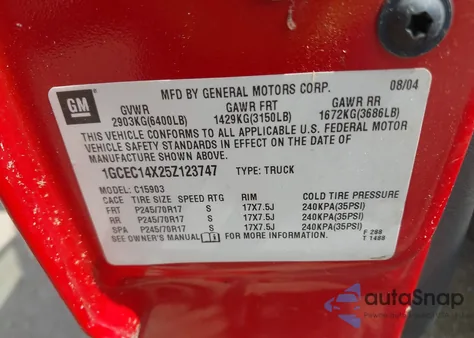 MFD BY GENERAL MOTORS CORP. 08/04
GM
GVWR GAWR FRT GAWR RR
2903KG(6400LB) 1429KG(3150LB) 1672KG(3686LB)
THIS VEHICLE CONFORMS TO ALL APPLICABLE U.S. FEDERAL MOTOR
VEHICLE SAFETY STANDARDS IN EFFECT ON THE DATE OF
MANUFACTURE SHOWN ABOVE.
1GCEC14X25Z123747 TYPE: TRUCK
MODEL: C15903
CACE TIRE SIZE SPEED RTG RIM COLD TIRE PRESSURE
FRT P245/70R17 S 17X7.5J 240KPA(35PSI)
RR P245/70R17 S 17X7.5J 240KPA(35PSI)
SPA P245/70R17 S 17X7.5J 240KPA(35PSI)
SEE OWNER'S MANUAL FOR MORE INFORMATION.
F 288
T 1488
autoSnap